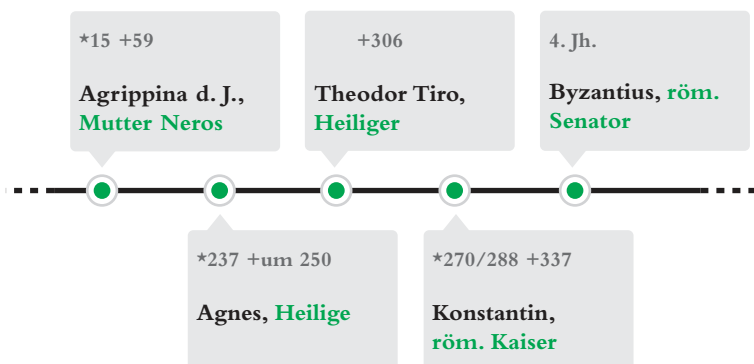 *15 +59
Agrippina d. J.,
Mutter Neros
+306
Theodor Tiro,
Heiliger
4. Jh.
Byzantius, röm.
Senator
*237 +um 250
Agnes, Heilige
*270/288 +337
Konstantin,
röm. Kaiser